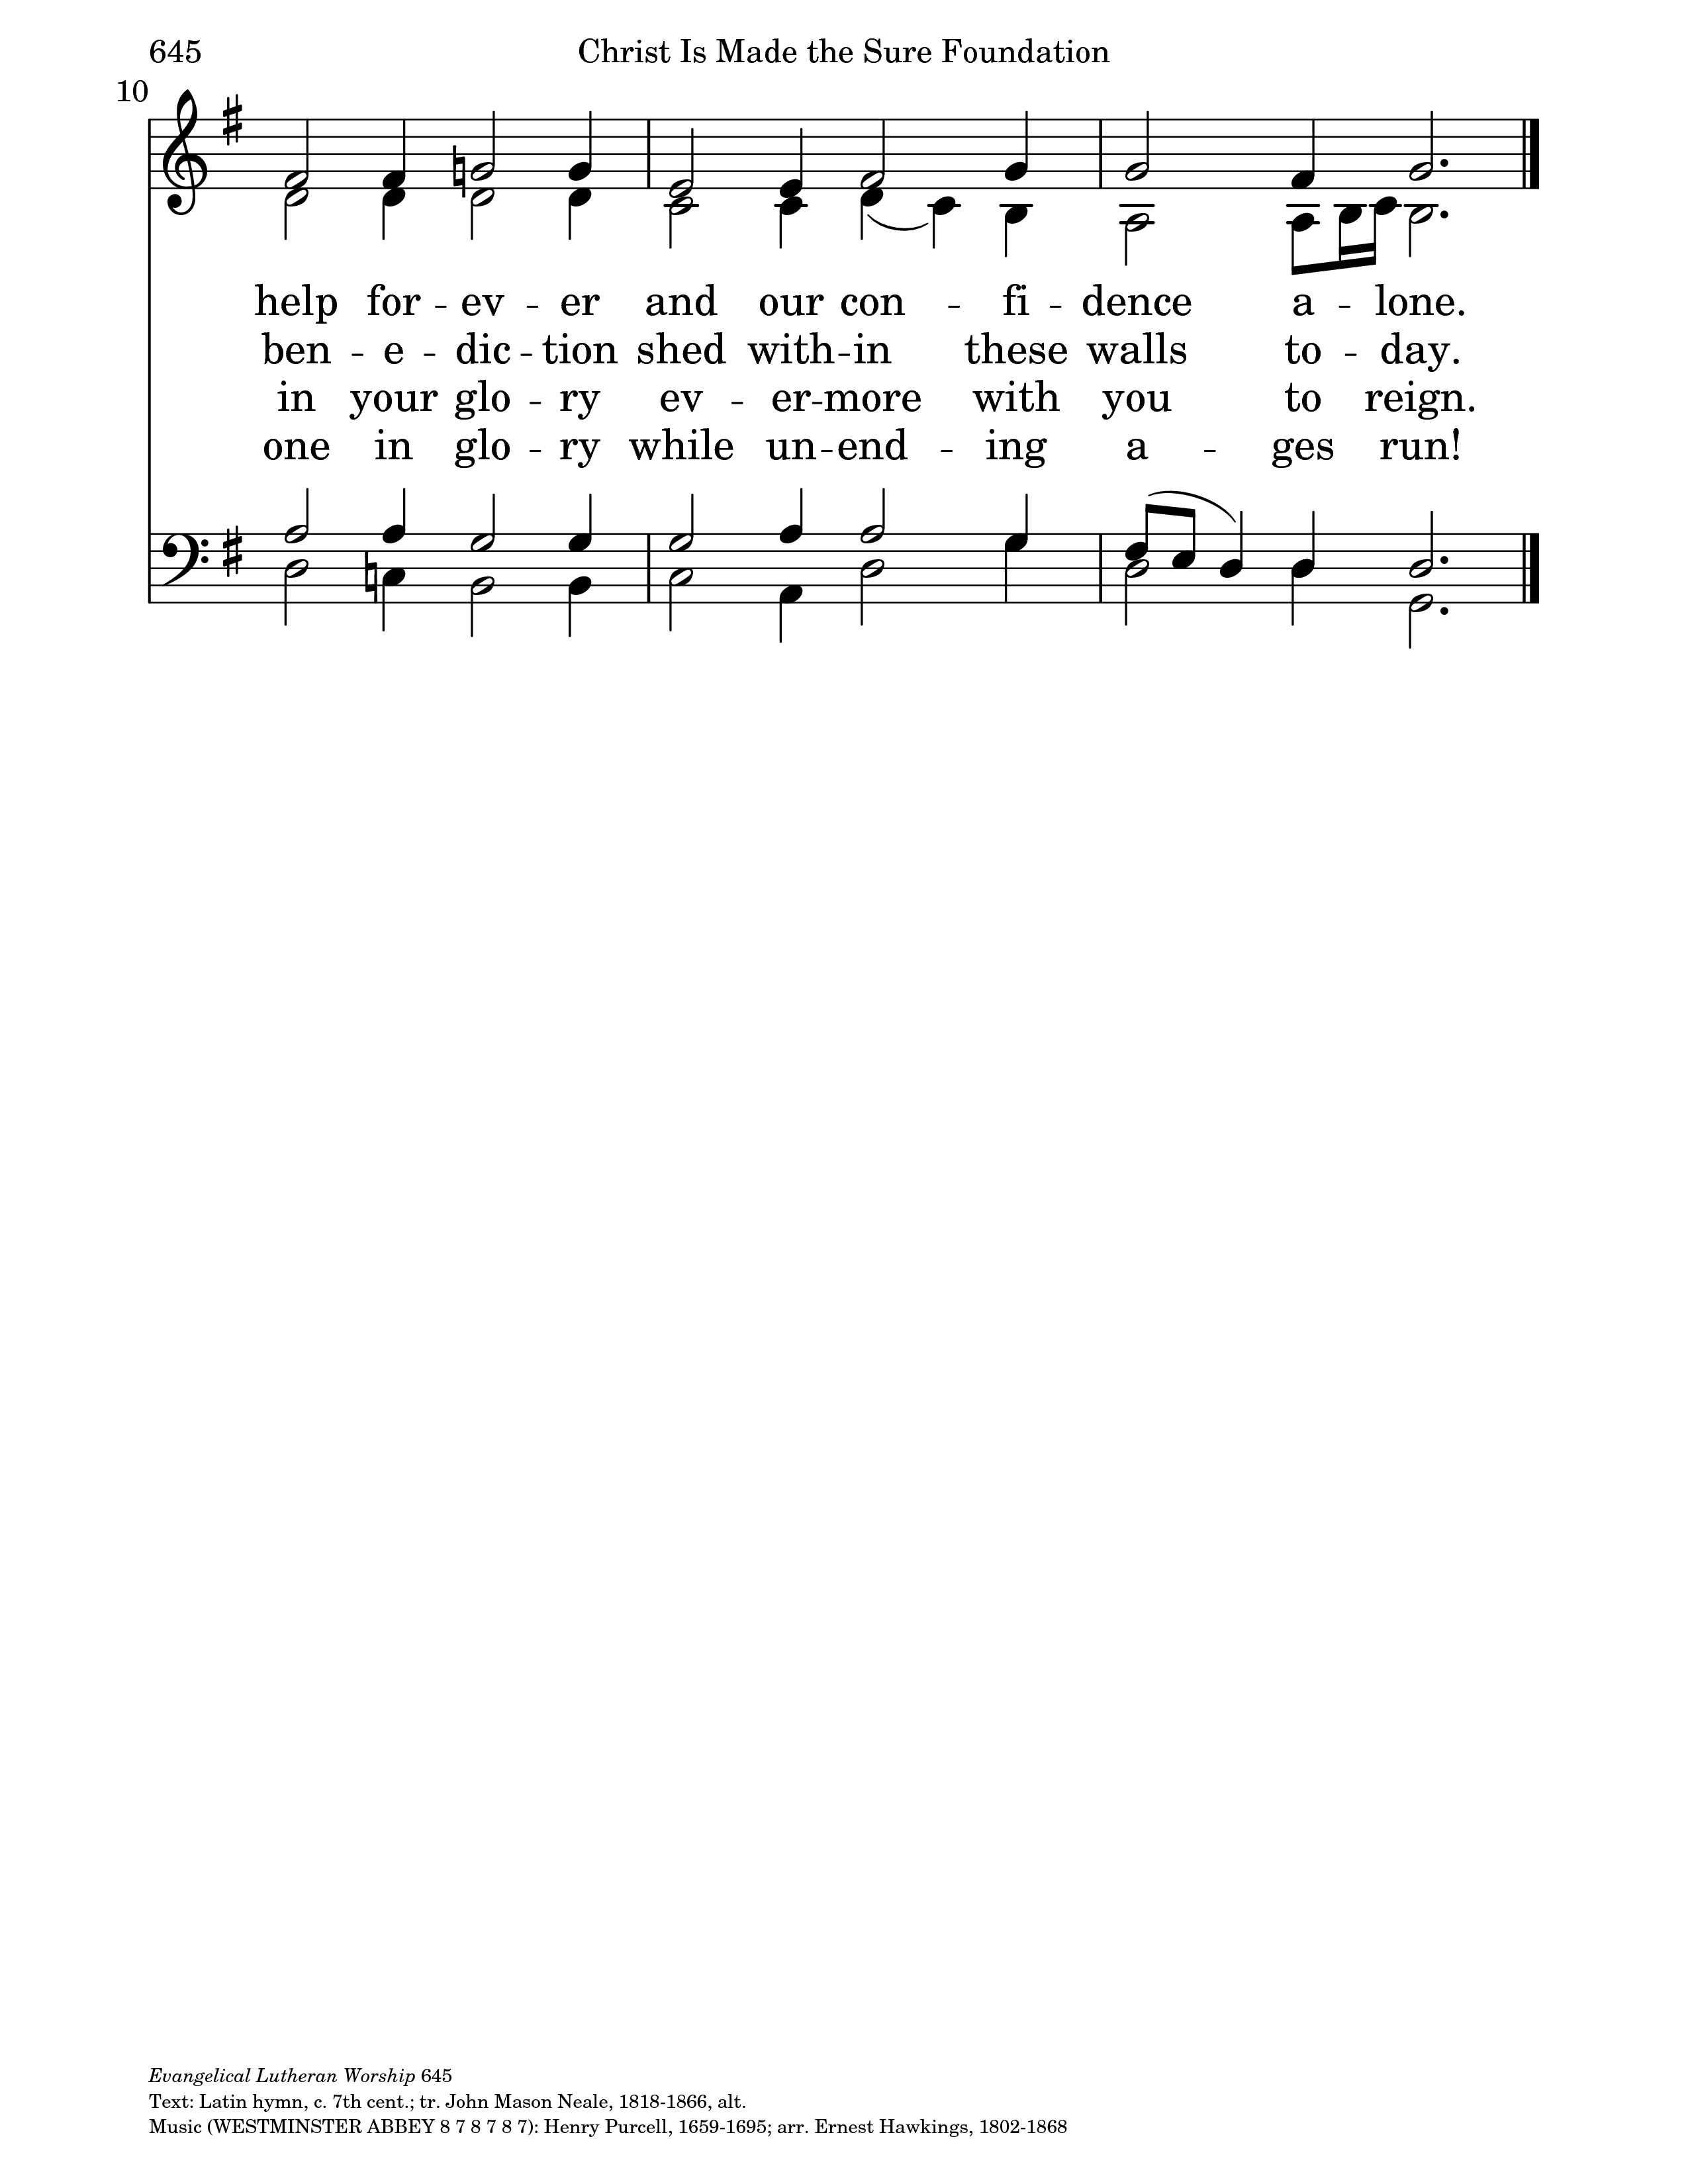 645 Christ Is Made the Sure Foundation
10
help for - ev - er and our con - fi - dence a - lone.
ben - e - dic - tion shed with - in these walls to - day.
in your glo - ry ev - er - more with you to reign.
one in glo - ry while un - end - ing a - ges run!
Evangelical Lutheran Worship 645
Text: Latin hymn, c. 7th cent.; tr. John Mason Neale, 1818-1866, alt.
Music (WESTMINSTER ABBEY 8 7 8 7 8 7): Henry Purcell, 1659-1695; arr. Ernest Hawkings, 1802-1868